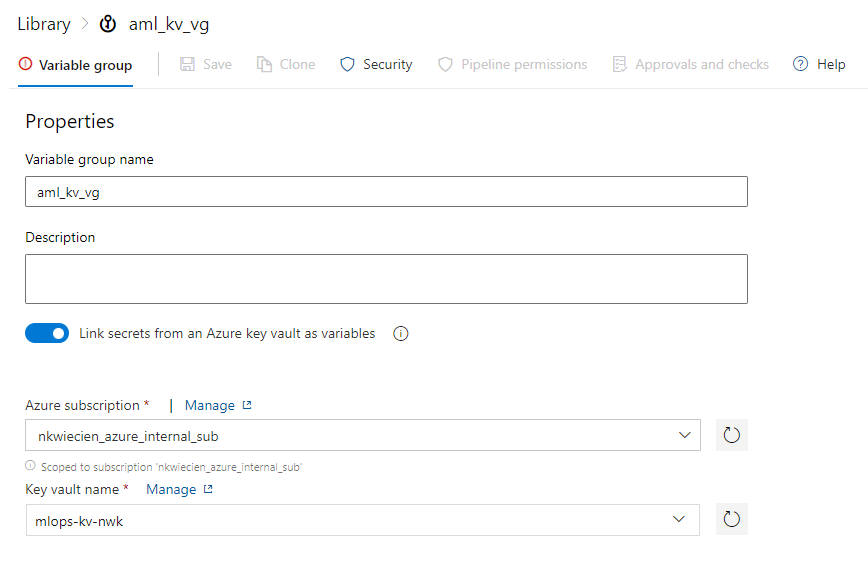 Library > aml_kv_vg
Variable group | Save Clone Security Pipeline permissions Approvals and checks Help
Properties
Variable group name
aml_kv_vg
Description
Link secrets from an Azure key vault as variables
Azure subscription * | Manage
nkwiecien_azure_internal_sub
Scoped to subscription 'nkwiecien_azure_internal_sub'
Key vault name * Manage
mlops-kv-nwk